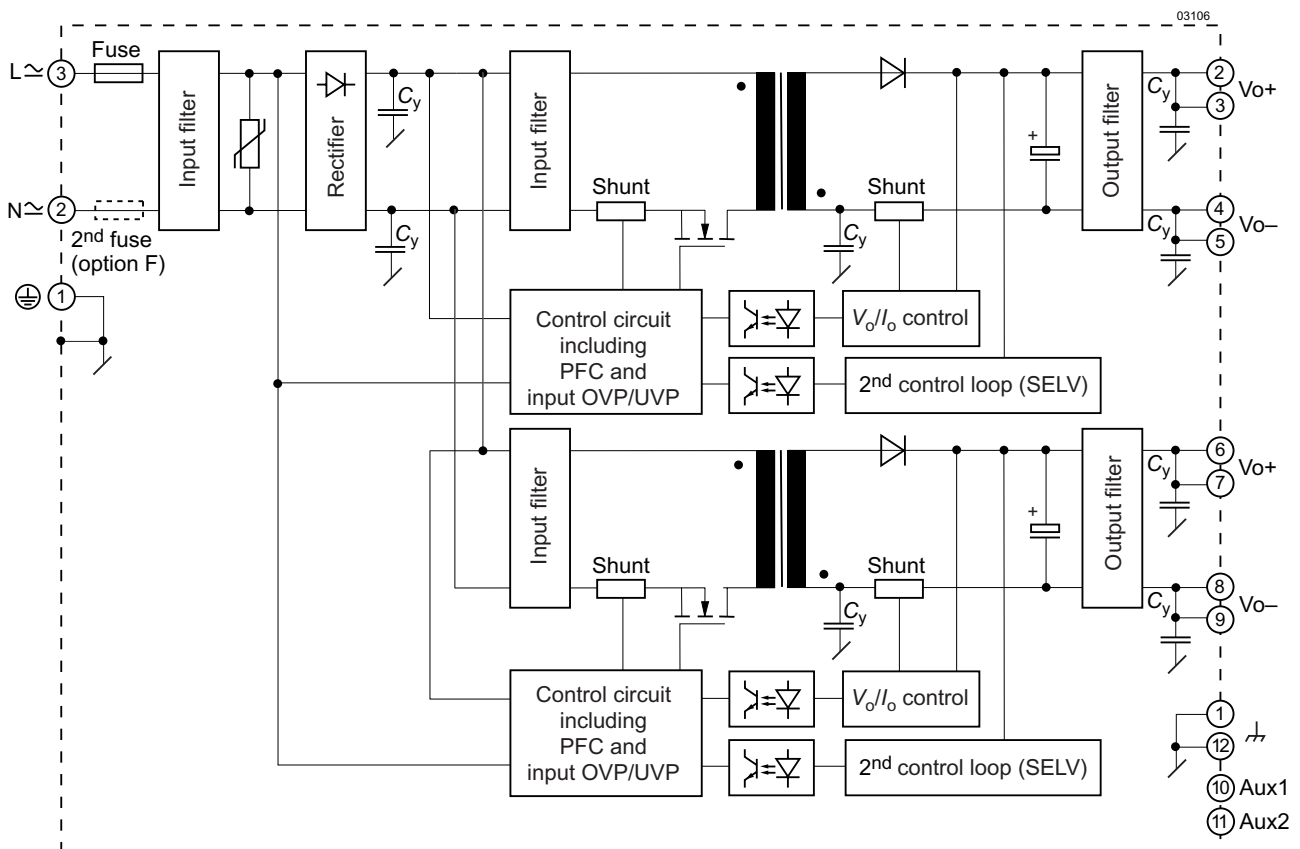 03106
Fuse
L≃ 3
Input filter
Rectifier
Cy
Input filter
+
Output filter
Cy
2
3
Vo+
N≃ 2
2nd fuse
(option F)
Cy
Shunt
Cy
Shunt
Cy
4
5
Vo–
1
Control circuit
including
PFC and
input OVP/UVP
Vo/Io control
2nd control loop (SELV)
Input filter
+
Output filter
Cy
6
7
Vo+
Shunt
Cy
Shunt
Cy
8
9
Vo–
Control circuit
including
PFC and
input OVP/UVP
Vo/Io control
2nd control loop (SELV)
1
12
10 Aux1
11 Aux2